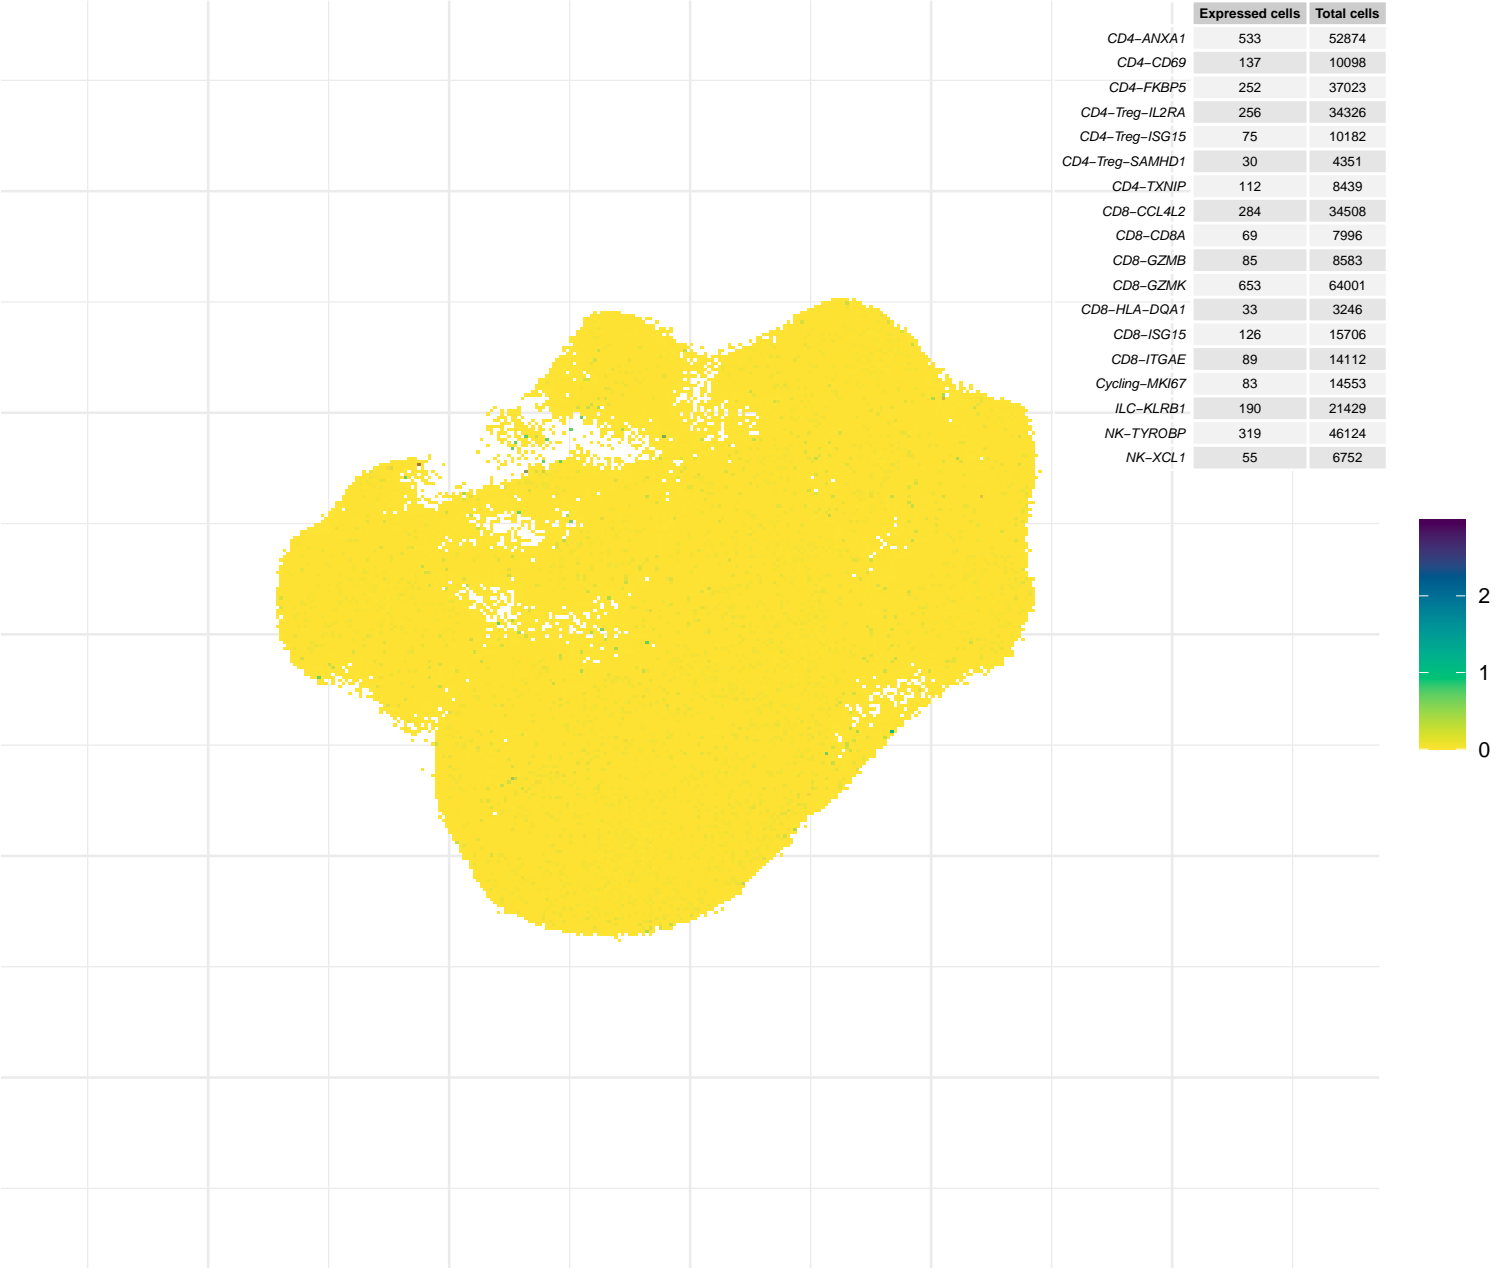 Expressed cells Total cells
CD4−ANXA1 533 52874
CD4−CD69 137 10098
CD4−FKBP5 252 37023
CD4−Treg−IL2RA 256 34326
CD4−Treg−ISG15 75 10182
CD4−Treg−SAMHD1 30 4351
CD4−TXNIP 112 8439
CD8−CCL4L2 284 34508
CD8−CD8A 69 7996
CD8−GZMB 85 8583
CD8−GZMK 653 64001
CD8−HLA−DQA1 33 3246
CD8−ISG15 126 15706
CD8−ITGAE 89 14112
Cycling−MKI67 83 14553
ILC−KLRB1 190 21429
NK−TYROBP 319 46124
NK−XCL1 55 6752
2
1
0